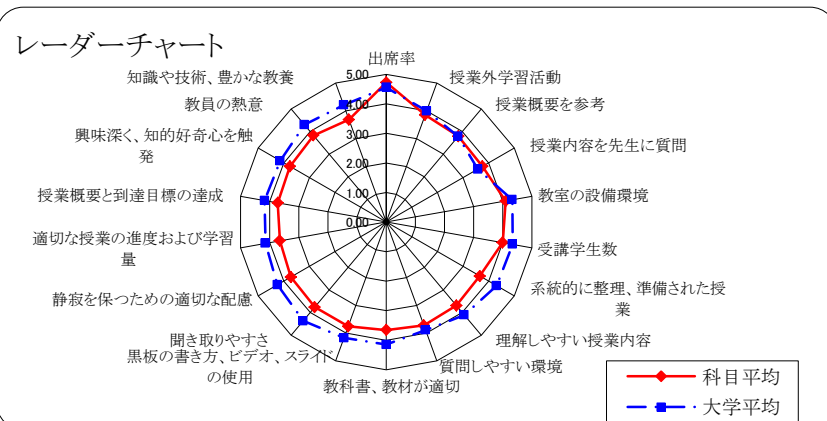 レーダーチャート
出席率
授業外学習活動
授業概要を参考
授業内容を先生に質問
教室の設備環境
受講学生数
系統的に整理、準備された授
業
理解しやすい授業内容
質問しやすい環境
教科書、教材が適切
黒板の書き方、ビデオ、スライド
の使用
聞き取りやすさ
静寂を保つための適切な配慮
適切な授業の進度および学習
量
授業概要と到達目標の達成
興味深く、知的好奇心を触
発
教員の熱意
知識や技術、豊かな教養
5.00
4.00
3.00
2.00
1.00
0.00
科目平均
大学平均